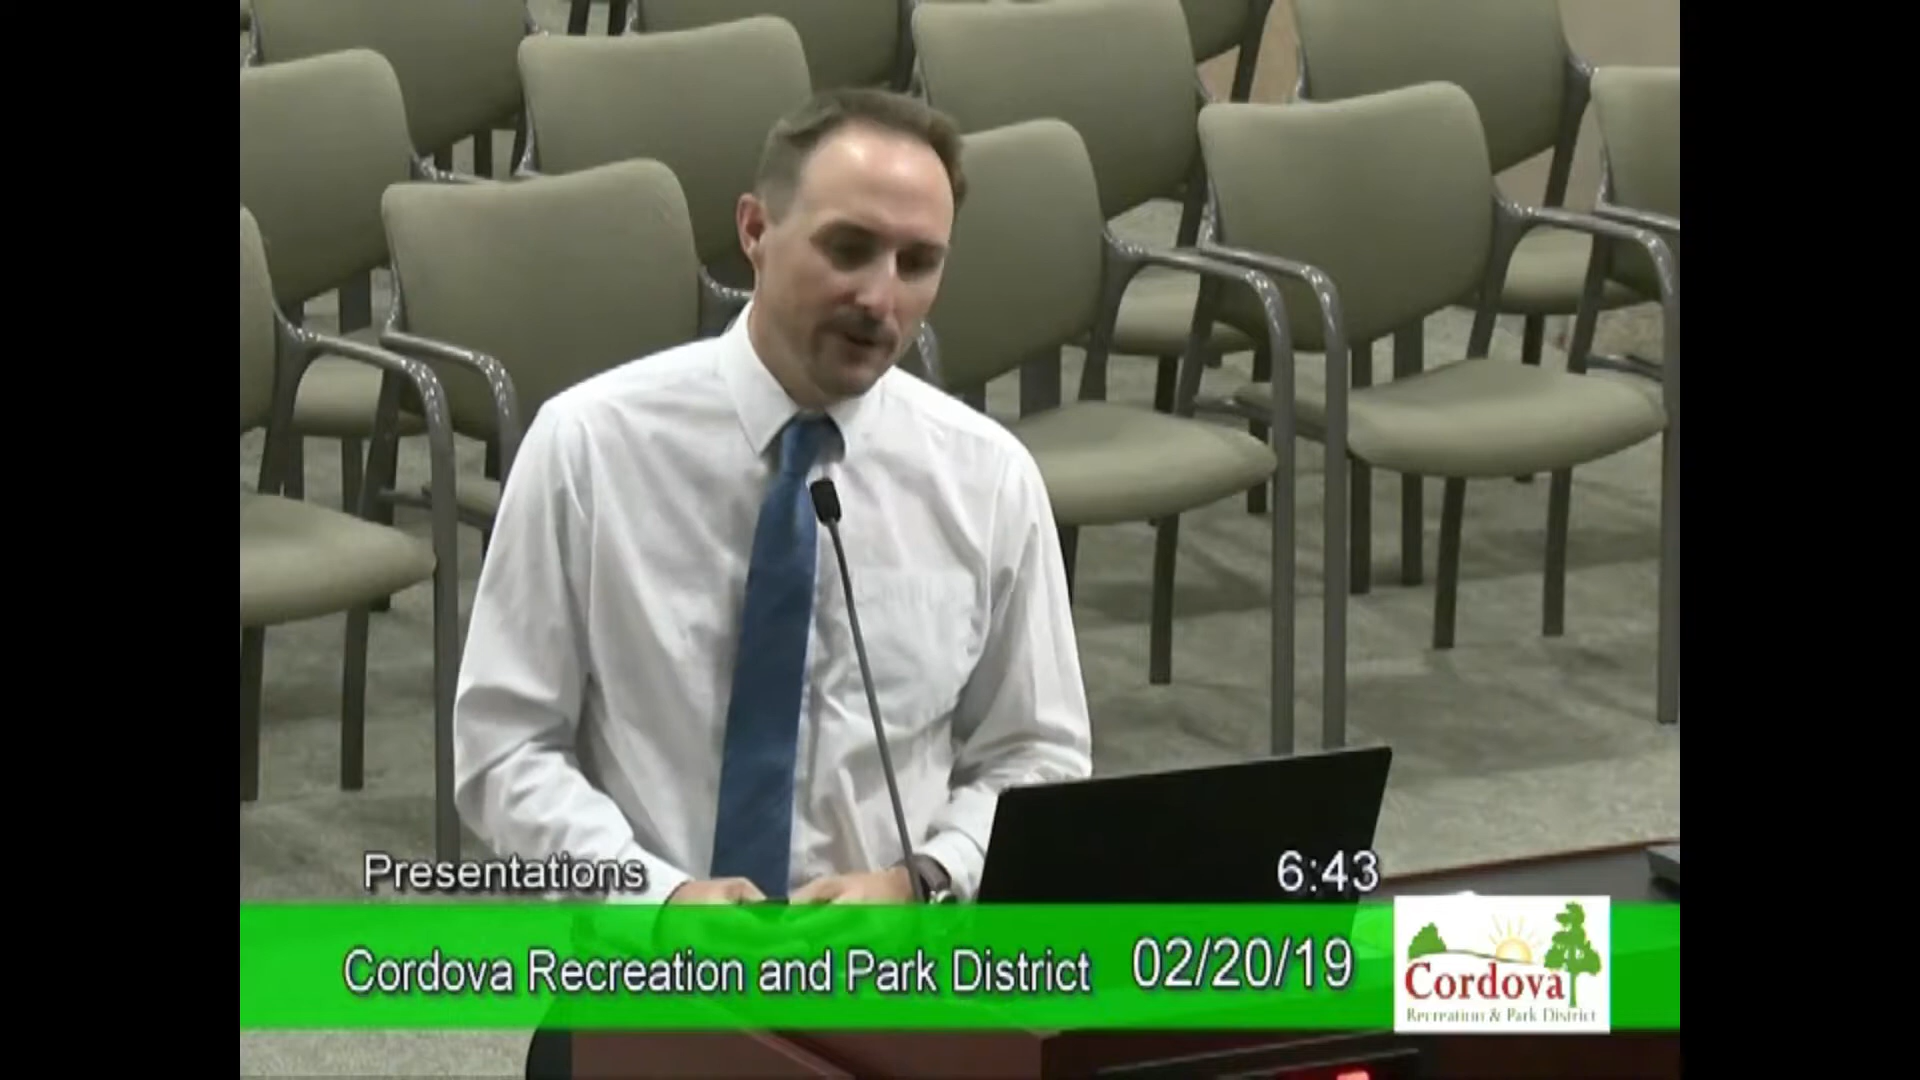 Presentations
6:43
Cordova Recreation and Park District
02/20/19
Cordova
Recreation & Park District